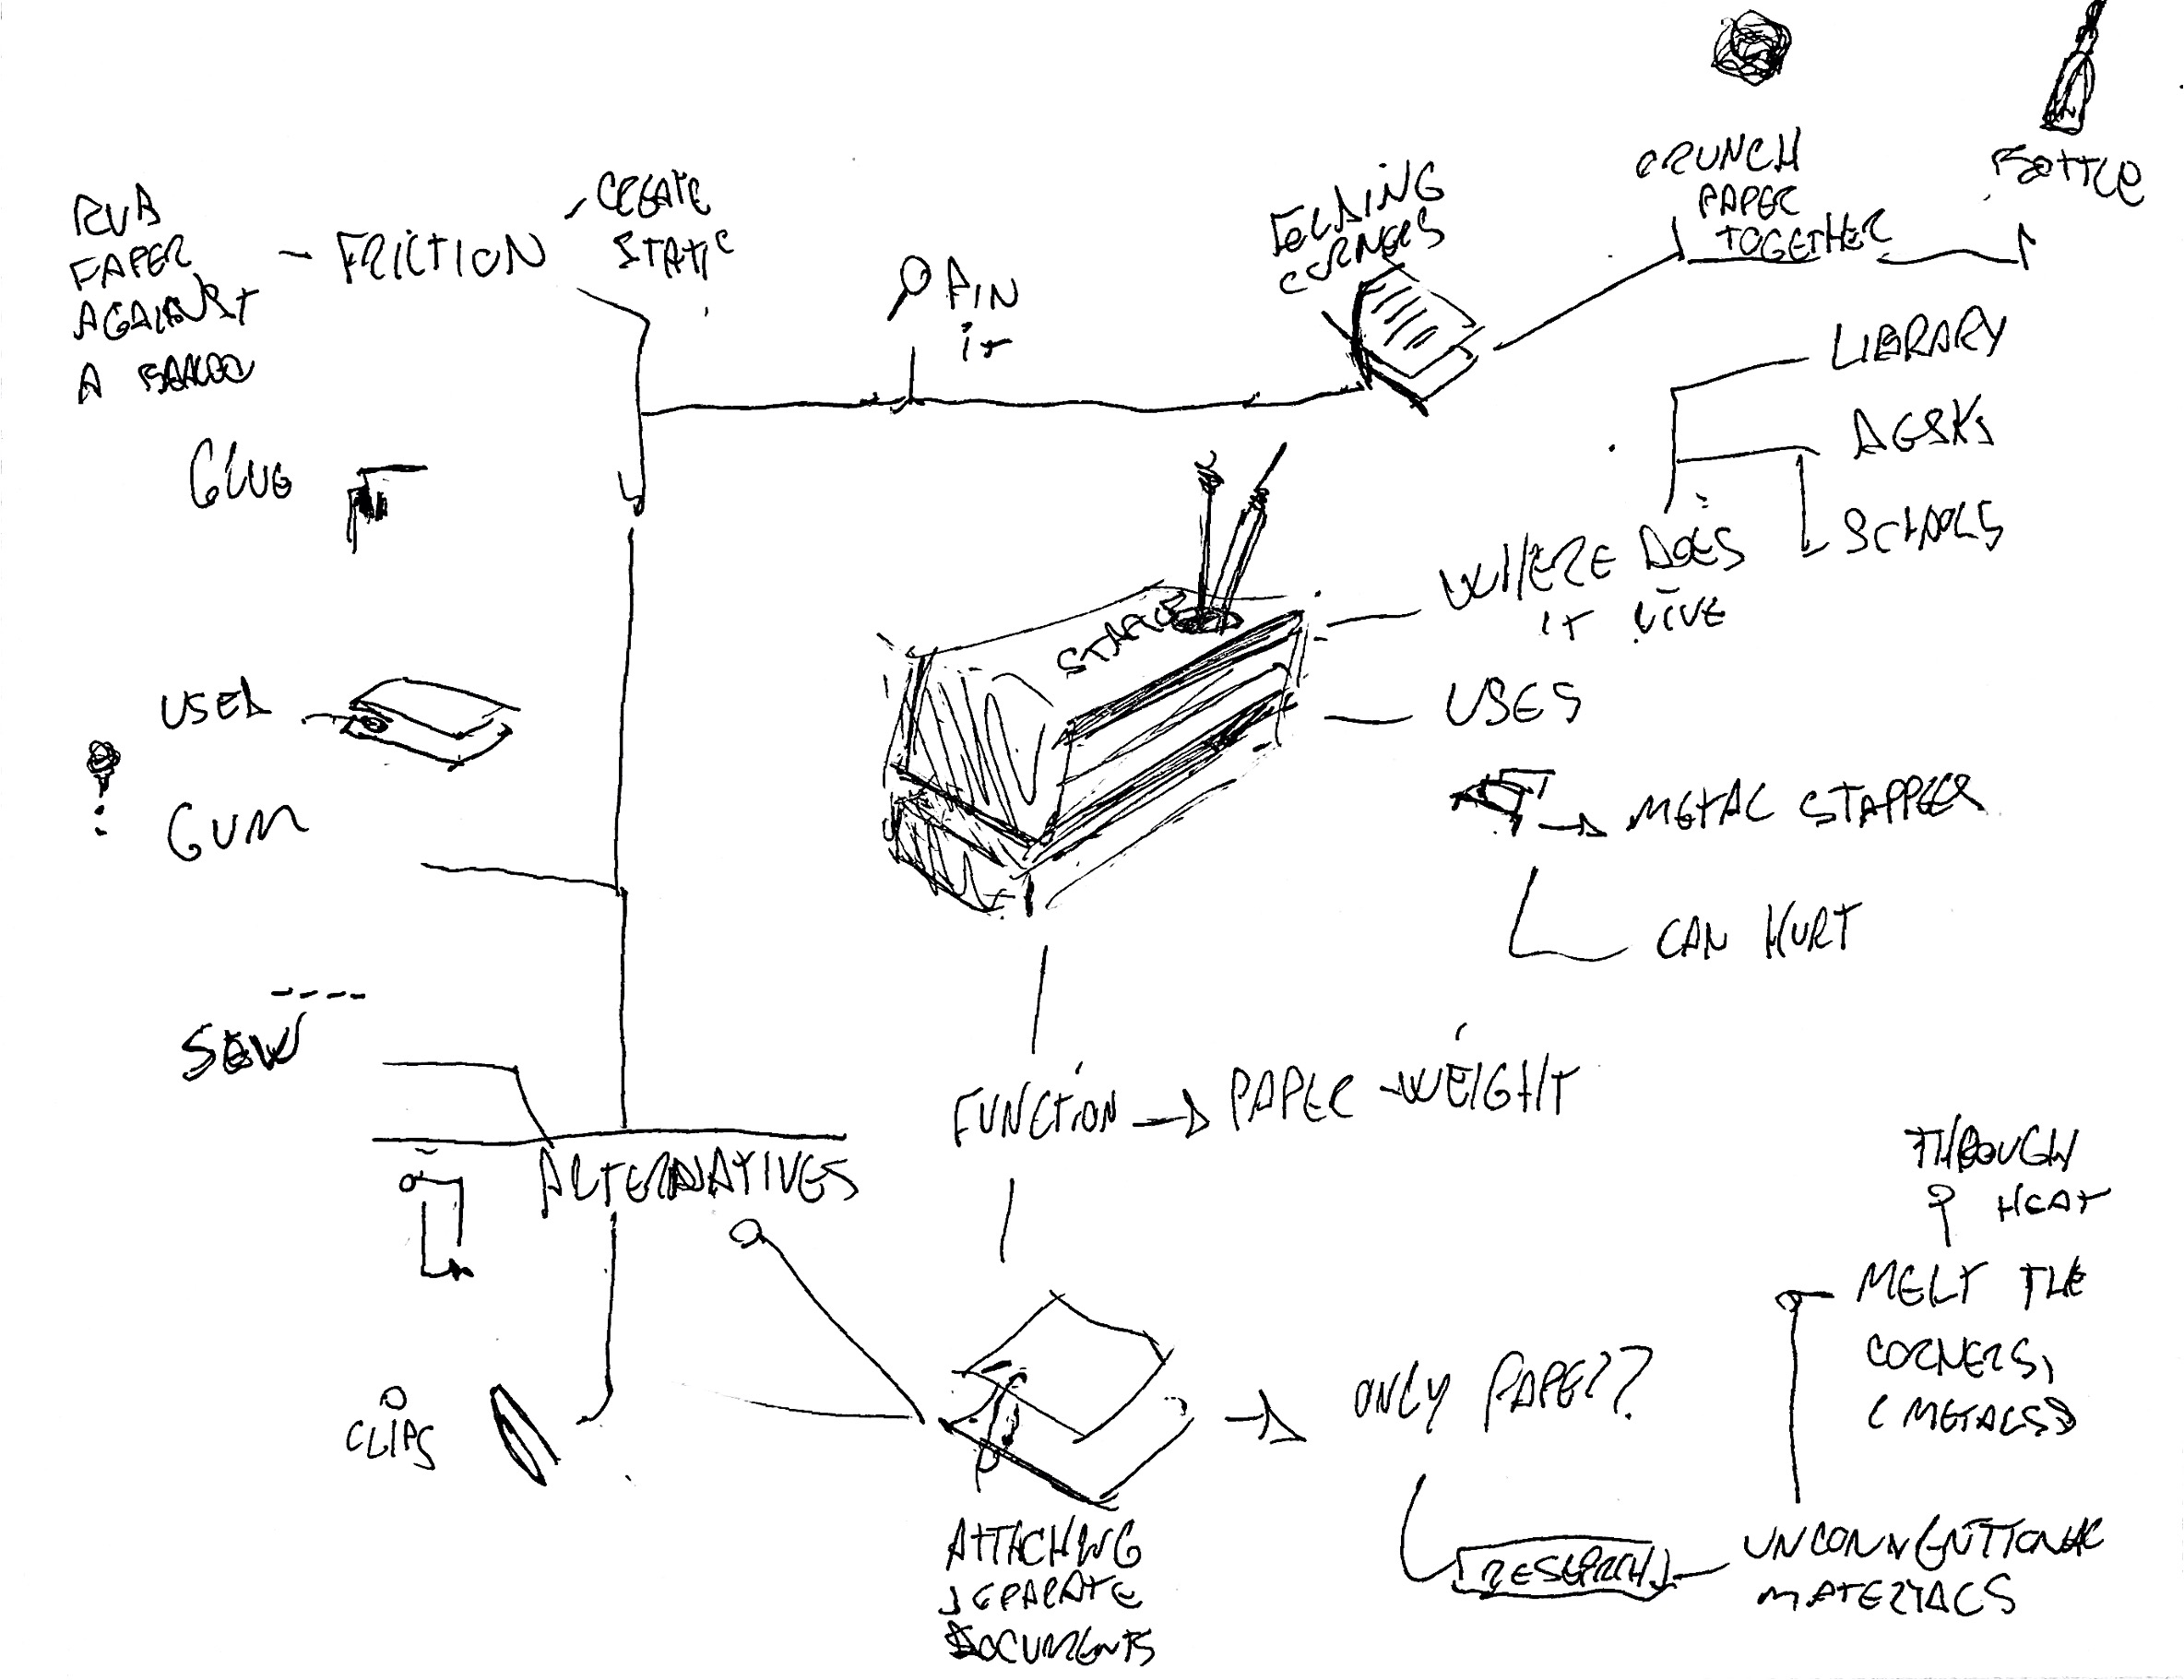 CRUNCH
PAPER
TOGETHER
BOTTLE
RUB
PAPER
AGAINST
A
FRICTION
CREATE
STATIC
PIN
it
FOLDING
CORNERS
LIBRARY
DESKS
SCHOOLS
WHERE DOES
IT LIVE
GLUE
USED
GUM
STAPLER
USES
METAL STAPPLER
CAN HURT
SEW
FUNCTION → PAPER-WEIGHT
ALTERNATIVES
CLIPS
ONLY PAPER??
THROUGH
HEAT
MELT THE
CORNERS,
(METALS)
ATTACHING
SEPARATE
DOCUMENTS
RESEARCH
UNCONVENTIONAL
MATERIALS